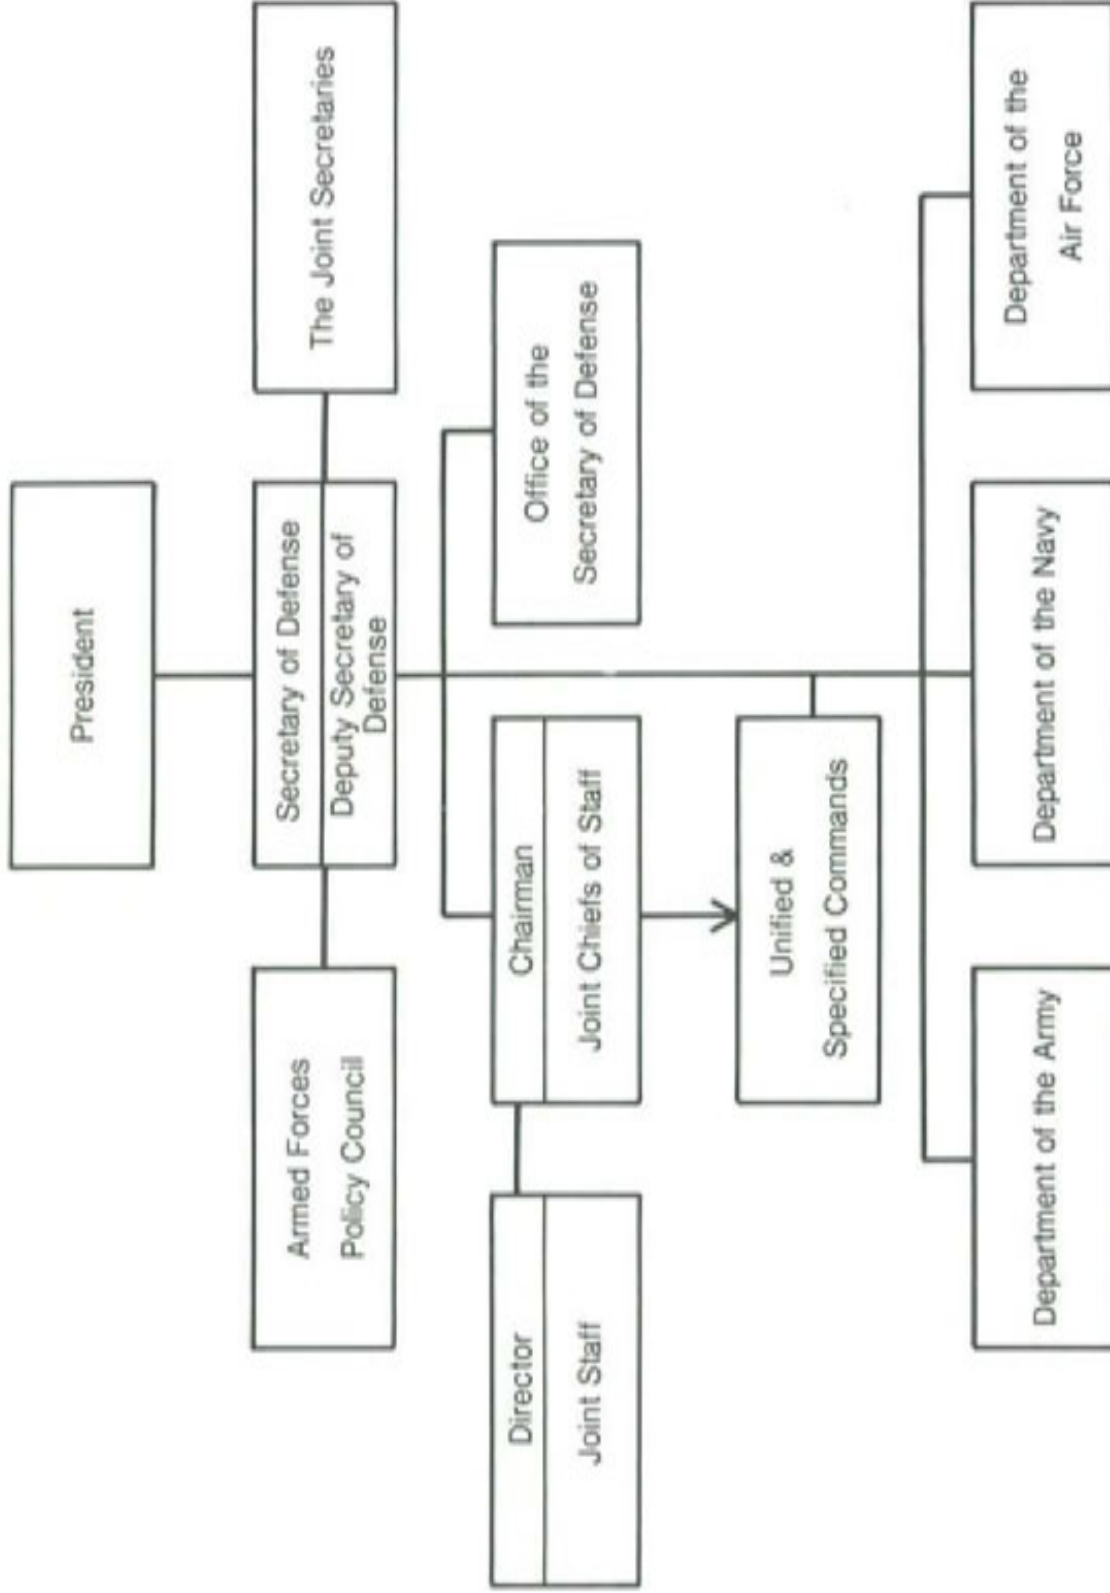 President
Armed Forces
Policy Council
Secretary of Defense
Deputy Secretary of
Defense
The Joint Secretaries
Director
Joint Staff
Chairman
Joint Chiefs of Staff
Office of the
Secretary of Defense
Unified &
Specified Commands
Department of the Army
Department of the Navy
Department of the
Air Force